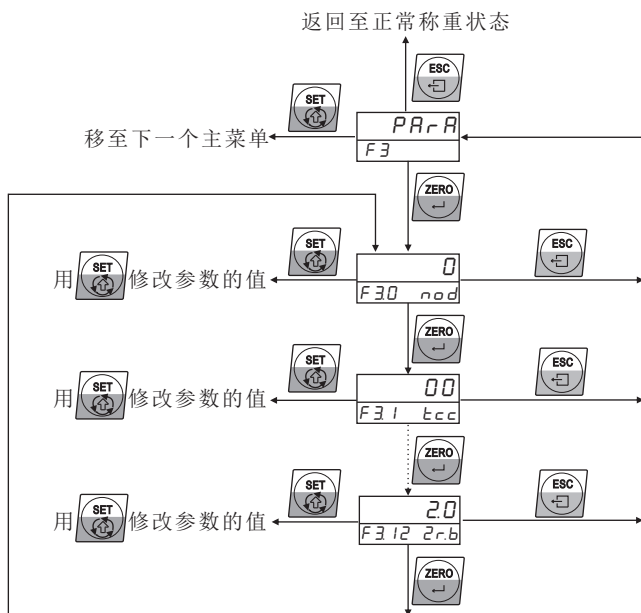 返回至正常称重状态
ESC
SET
PArA
移至下一个主菜单
F3
ZERO
SET
ESC
0
用 SET 修改参数的值
F3.0 nod
ZERO
SET
ESC
00
用 SET 修改参数的值
F3.1 tcc
ZERO
SET
ESC
2.0
用 SET 修改参数的值
F3.12 2r.b
ZERO